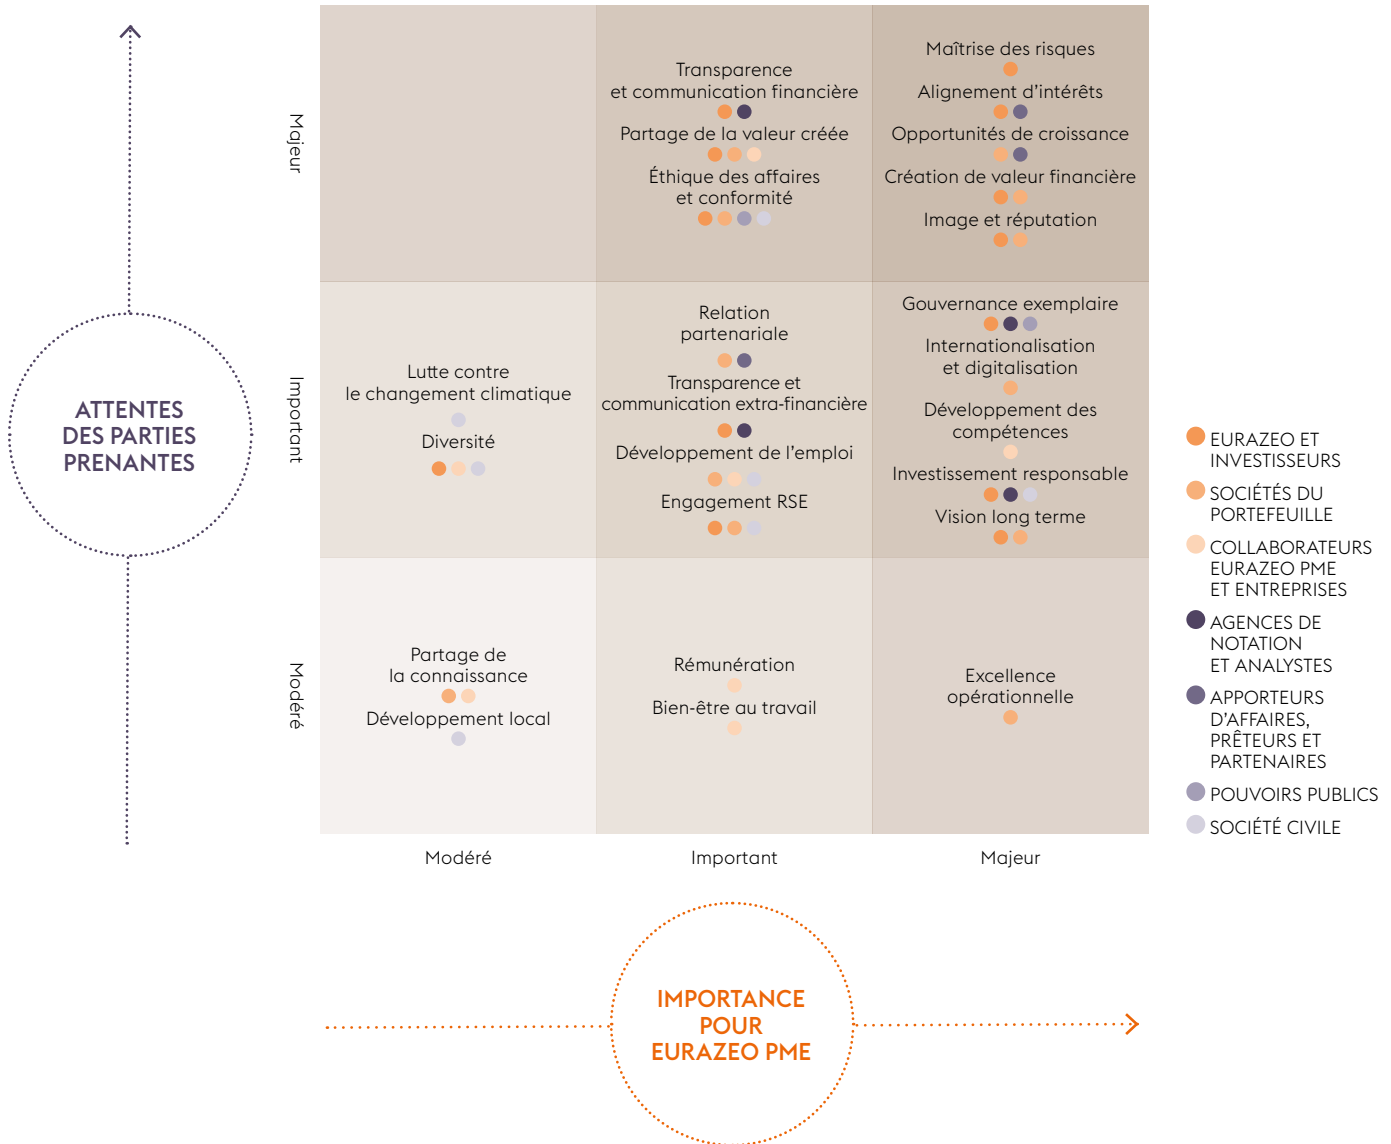 Majeur
Transparence
et communication financière
Partage de la valeur créée
Éthique des affaires
et conformité
Maîtrise des risques
Alignement d’intérêts
Opportunités de croissance
Création de valeur financière
Image et réputation
ATTENTES
DES PARTIES
PRENANTES
Important
Lutte contre
le changement climatique
Diversité
Relation
partenariale
Transparence et
communication extra-financière
Développement de l’emploi
Engagement RSE
Gouvernance exemplaire
Internationalisation
et digitalisation
Développement des
compétences
Investissement responsable
Vision long terme
Modéré
Partage de
la connaissance
Développement local
Rémunération
Bien-être au travail
Excellence
opérationnelle
Modéré
Important
Majeur
EURAZEO ET
INVESTISSEURS
SOCIÉTÉS DU
PORTEFEUILLE
COLLABORATEURS
EURAZEO PME
ET ENTREPRISES
AGENCES DE
NOTATION
ET ANALYSTES
APPORTEURS
D’AFFAIRES,
PRÊTEURS ET
PARTENAIRES
POUVOIRS PUBLICS
SOCIÉTÉ CIVILE
IMPORTANCE
POUR
EURAZEO PME